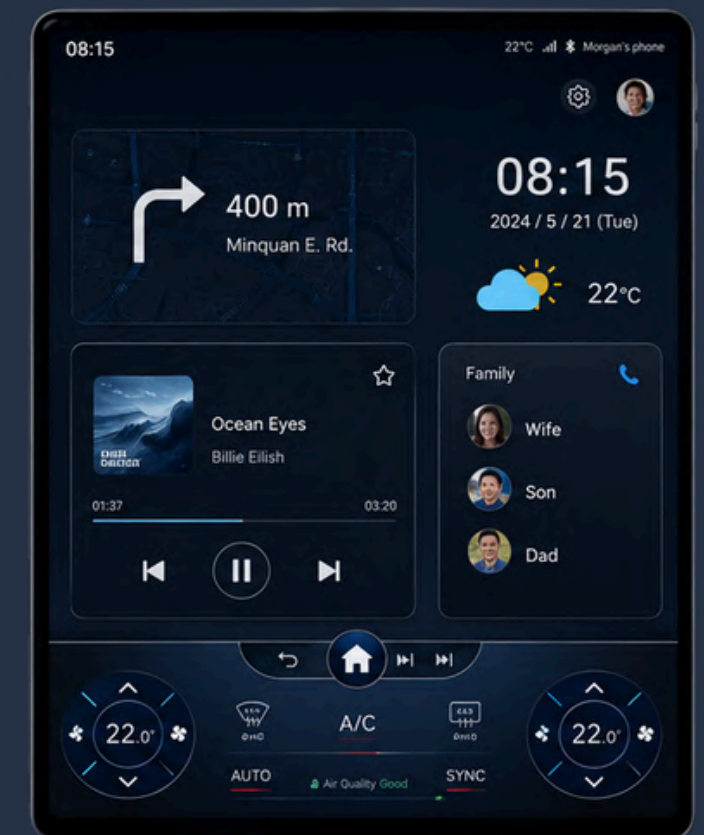 08:15
22°C Morgan's phone
08:15
2024 / 5 / 21 (Tue)
400 m
Minquan E. Rd.
22°C
Ocean Eyes
Billie Eilish
01:37 03:20
Family
Wife
Son
Dad
22.0°
A/C
22.0°
AUTO
Air Quality Good
SYNC